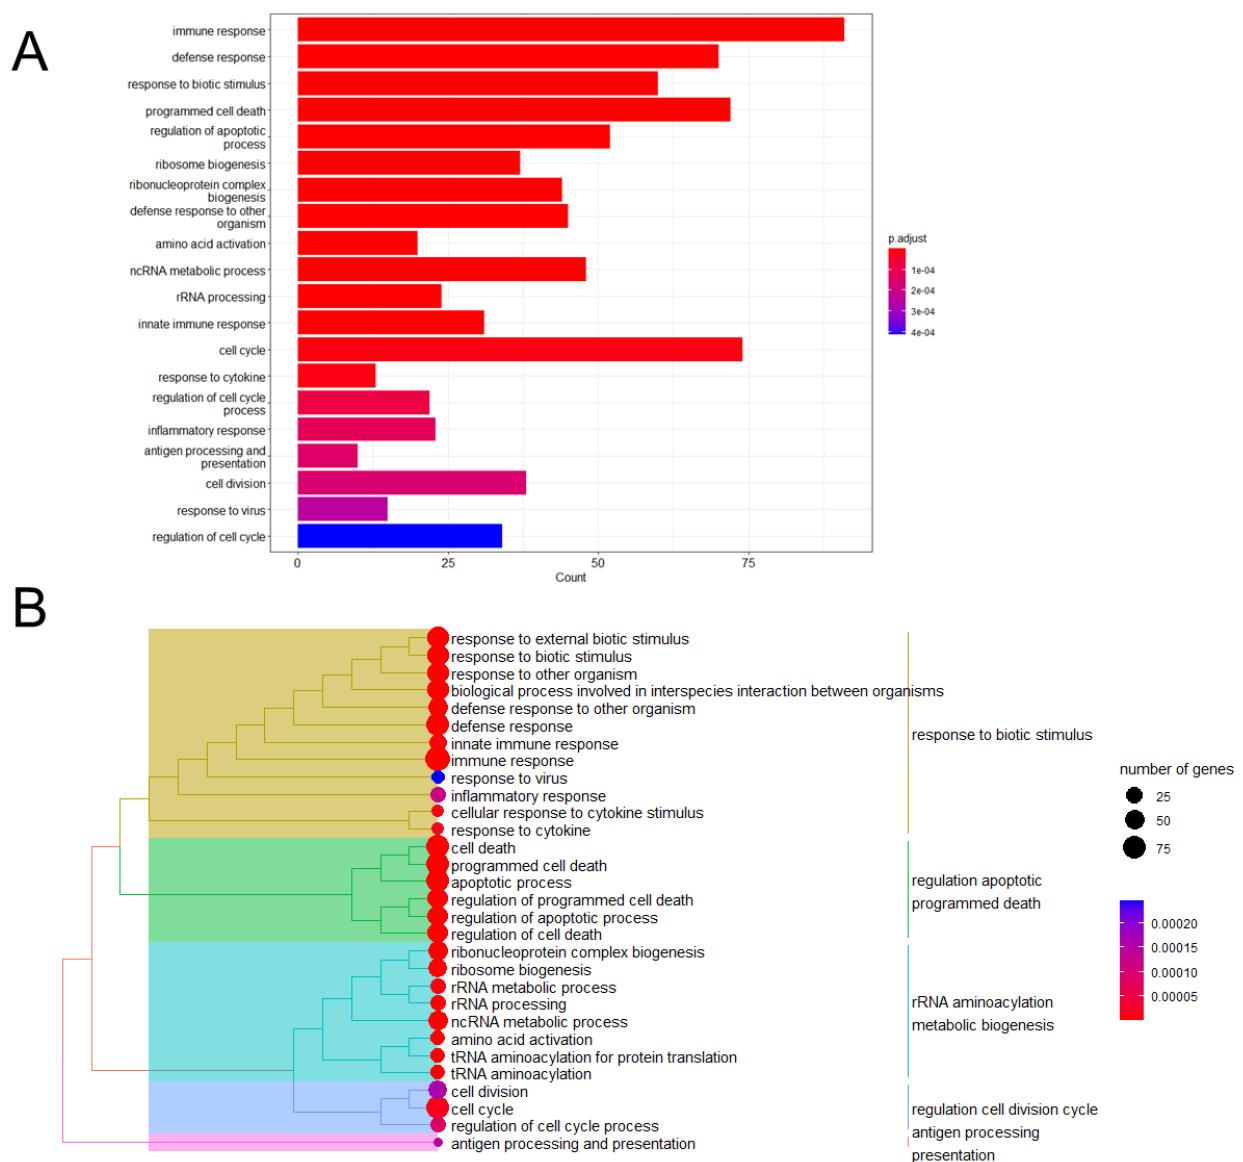 A
immune response
defense response
response to biotic stimulus
programmed cell death
regulation of apoptotic
process
ribosome biogenesis
ribonucleoprotein complex
biogenesis
defense response to other
organism
amino acid activation
ncRNA metabolic process
rRNA processing
innate immune response
cell cycle
response to cytokine
regulation of cell cycle
process
inflammatory response
antigen processing and
presentation
cell division
response to virus
regulation of cell cycle
0 25 50 75
Count
p.adjust
1e-04
2e-04
3e-04
4e-04
B
response to external biotic stimulus
response to biotic stimulus
response to other organism
biological process involved in interspecies interaction between organisms
defense response to other organism
defense response
innate immune response
immune response
response to virus
inflammatory response
cellular response to cytokine stimulus
response to cytokine
cell death
programmed cell death
apoptotic process
regulation of programmed cell death
regulation of apoptotic process
regulation of cell death
ribonucleoprotein complex biogenesis
ribosome biogenesis
rRNA metabolic process
rRNA processing
ncRNA metabolic process
amino acid activation
tRNA aminoacylation for protein translation
tRNA aminoacylation
cell division
cell cycle
regulation of cell cycle process
antigen processing and presentation
response to biotic stimulus
regulation apoptotic
programmed death
rRNA aminoacylation
metabolic biogenesis
regulation cell division cycle
antigen processing
presentation
number of genes
25
50
75
0.00020
0.00015
0.00010
0.00005